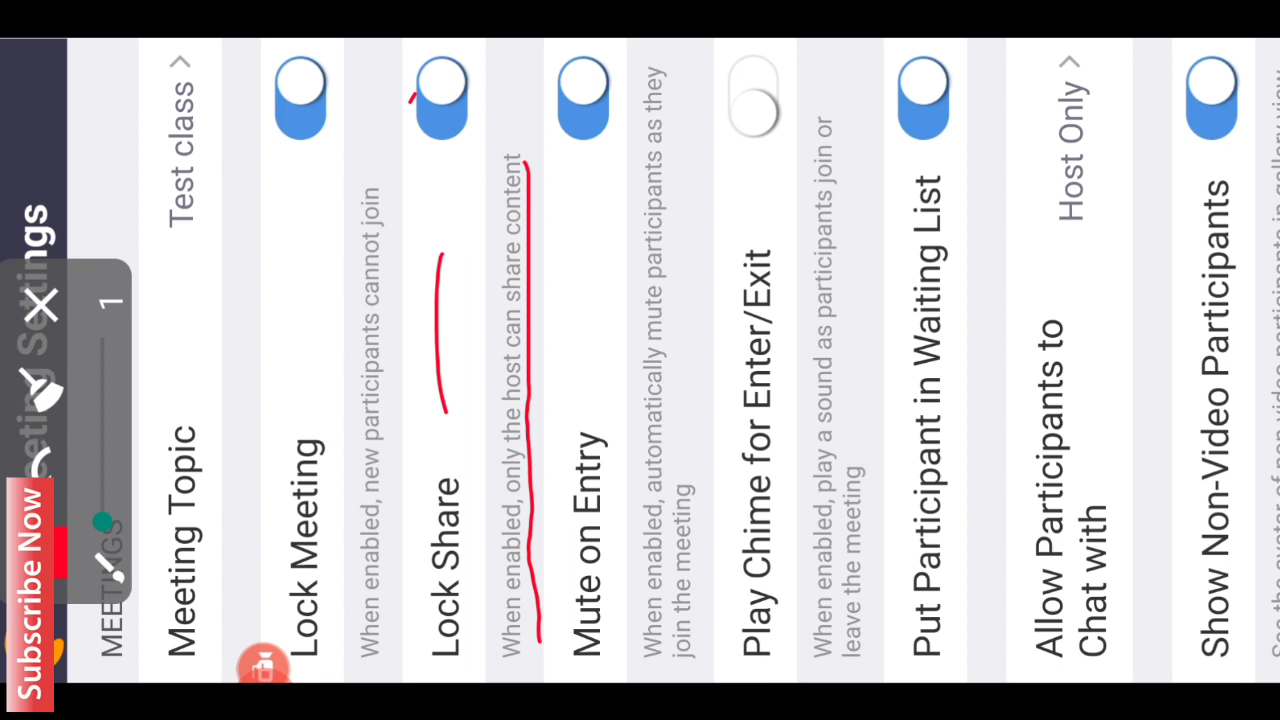 Meeting Settings
1
Subscribe Now
MEETINGS
Meeting Topic
Test class
Lock Meeting
When enabled, new participants cannot join
Lock Share
When enabled, only the host can share content
Mute on Entry
When enabled, automatically mute participants as they
join the meeting
Play Chime for Enter/Exit
When enabled, play a sound as participants join or
leave the meeting
Put Participant in Waiting List
Allow Participants to
Chat with
Host Only
Show Non-Video Participants